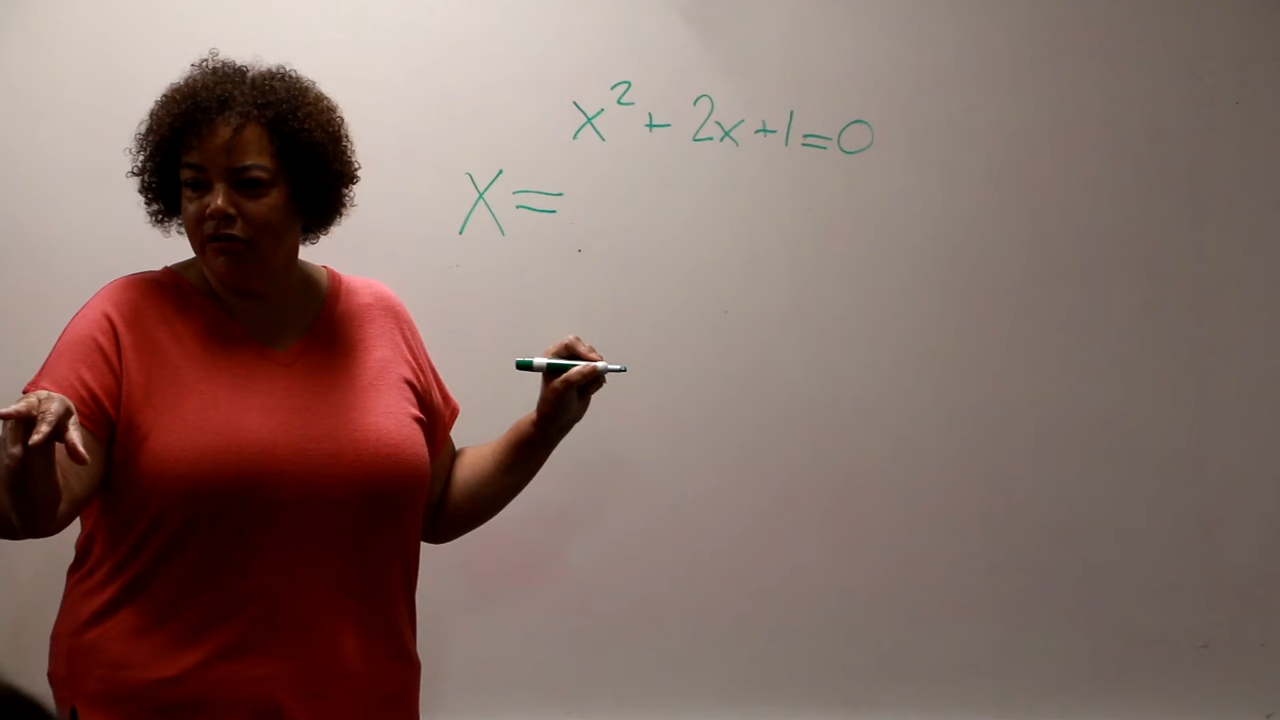 x² + 2x + 1 = 0
X =